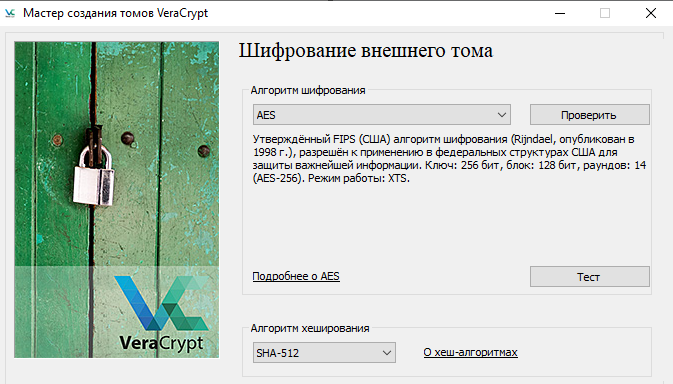 Мастер создания томов VeraCrypt
Шифрование внешнего тома
Алгоритм шифрования
AES
Проверить
Утверждённый FIPS (США) алгоритм шифрования (Rijndael, опубликован в
1998 г.), разрешён к применению в федеральных структурах США для
защиты важнейшей информации. Ключ: 256 бит, блок: 128 бит, раундов: 14
(AES-256). Режим работы: XTS.
Подробнее о AES
Тест
VeraCrypt
Алгоритм хеширования
SHA-512
О хеш-алгоритмах